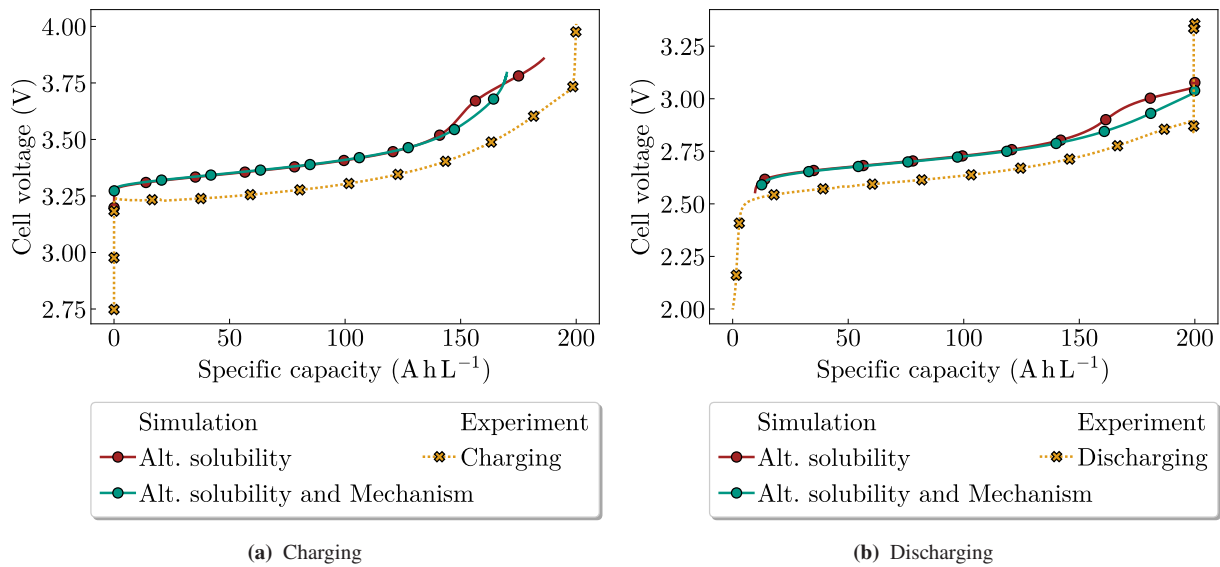 4.00
3.75
3.50
3.25
3.00
2.75
Cell voltage (V)
0 50 100 150 200
Specific capacity (A h L⁻¹)
Simulation Experiment
Alt. solubility Charging
Alt. solubility and Mechanism
(a) Charging
3.25
3.00
2.75
2.50
2.25
2.00
Cell voltage (V)
0 50 100 150 200
Specific capacity (A h L⁻¹)
Simulation Experiment
Alt. solubility Discharging
Alt. solubility and Mechanism
(b) Discharging